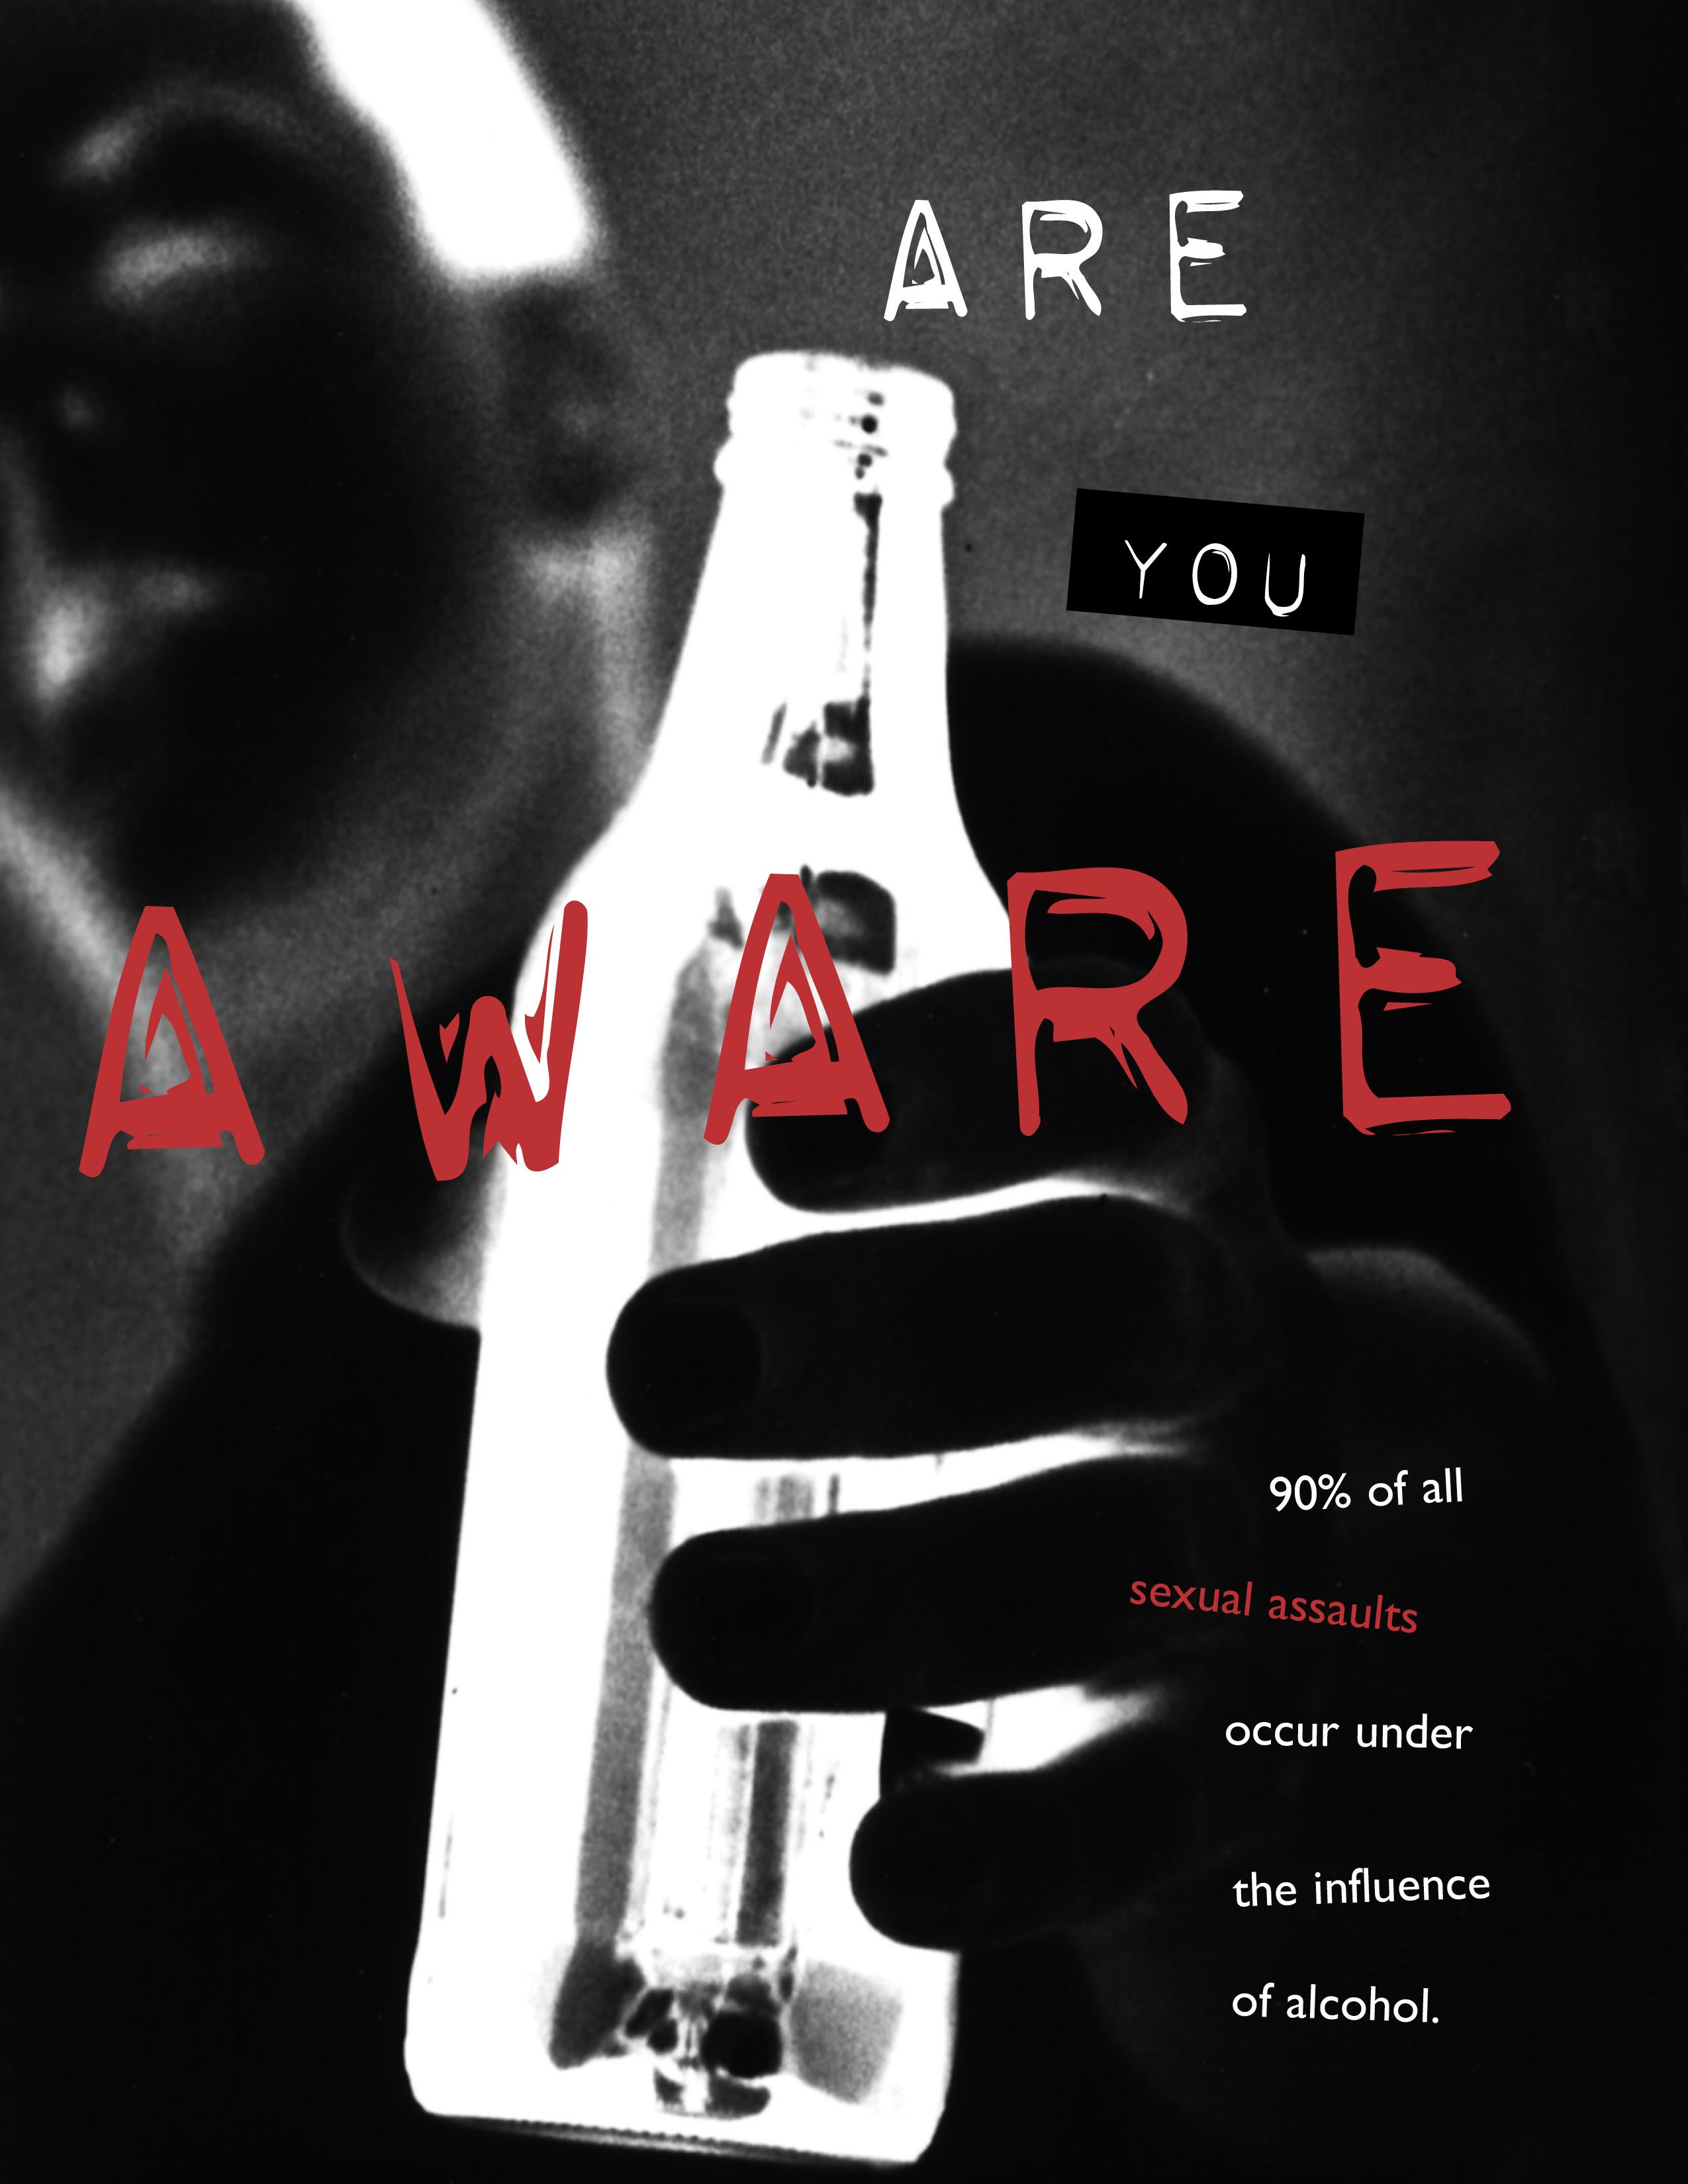 ARE
YOU
AWARE
90% of all
sexual assaults
occur under
the influence
of alcohol.